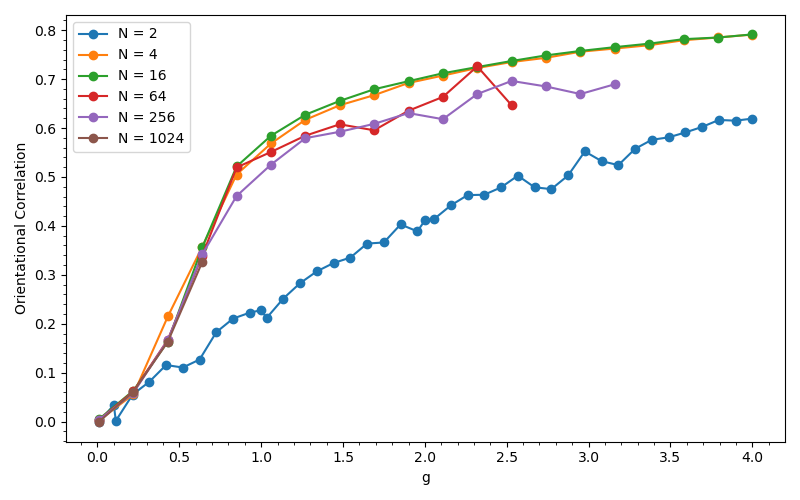 N = 2
N = 4
N = 16
N = 64
N = 256
N = 1024
Orientational Correlation
0.8
0.7
0.6
0.5
0.4
0.3
0.2
0.1
0.0
0.0 0.5 1.0 1.5 2.0 2.5 3.0 3.5 4.0
g